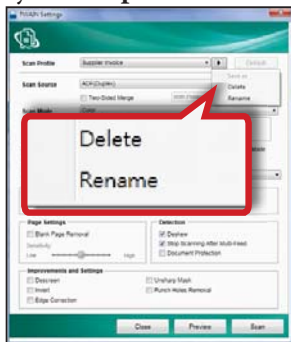 TWAIN Settings
Scan Profile Supplier Invoice Default
Save as
Delete
Rename
Scan Source ADF(Duplex)
Two-Sided Merge
Scan Mode Color
Delete
Rename
Page Settings
Blank Page Removal
Sensitivity
Low High
Detection
Deskew
Stop Scanning After Multi-Feed
Document Protection
Improvements and Settings
Descreen
Unsharp Mask
Invert
Punch Holes Removal
Edge Correction
Close Preview Scan